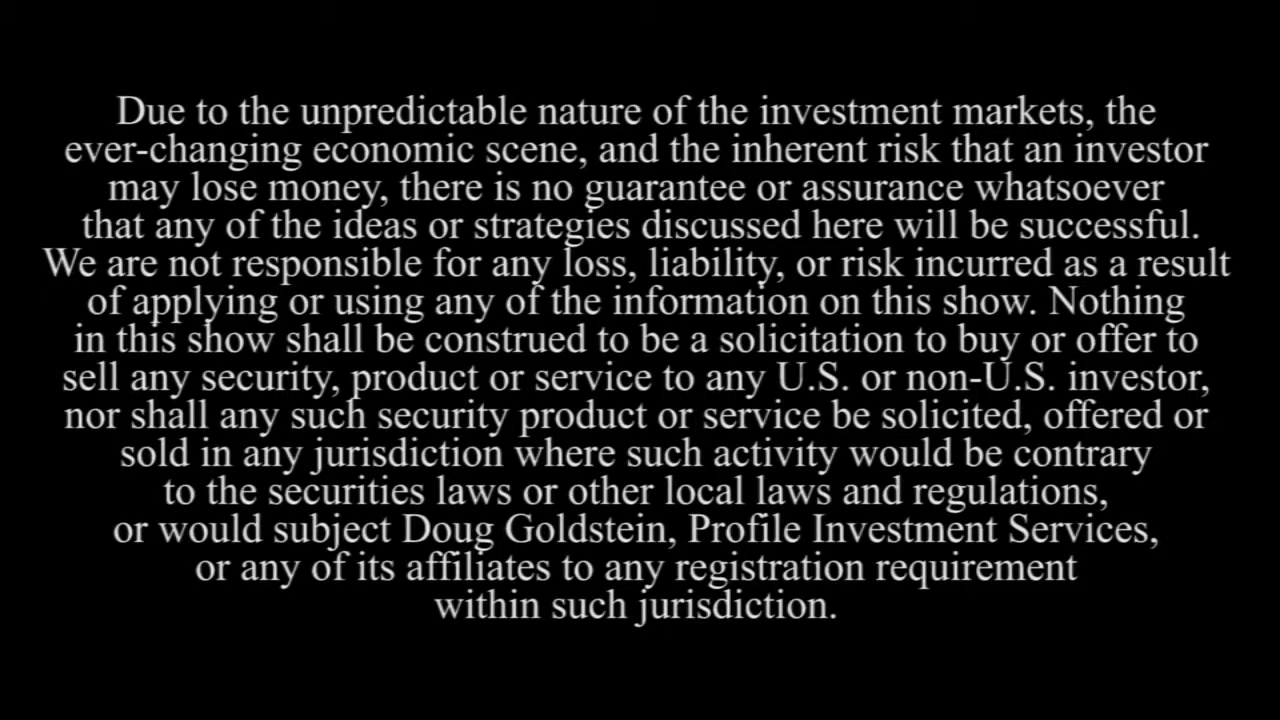 Due to the unpredictable nature of the investment markets, the
ever-changing economic scene, and the inherent risk that an investor
may lose money, there is no guarantee or assurance whatsoever
that any of the ideas or strategies discussed here will be successful.
We are not responsible for any loss, liability, or risk incurred as a result
of applying or using any of the information on this show. Nothing
in this show shall be construed to be a solicitation to buy or offer to
sell any security, product or service to any U.S. or non-U.S. investor,
nor shall any such security product or service be solicited, offered or
sold in any jurisdiction where such activity would be contrary
to the securities laws or other local laws and regulations,
or would subject Doug Goldstein, Profile Investment Services,
or any of its affiliates to any registration requirement
within such jurisdiction.